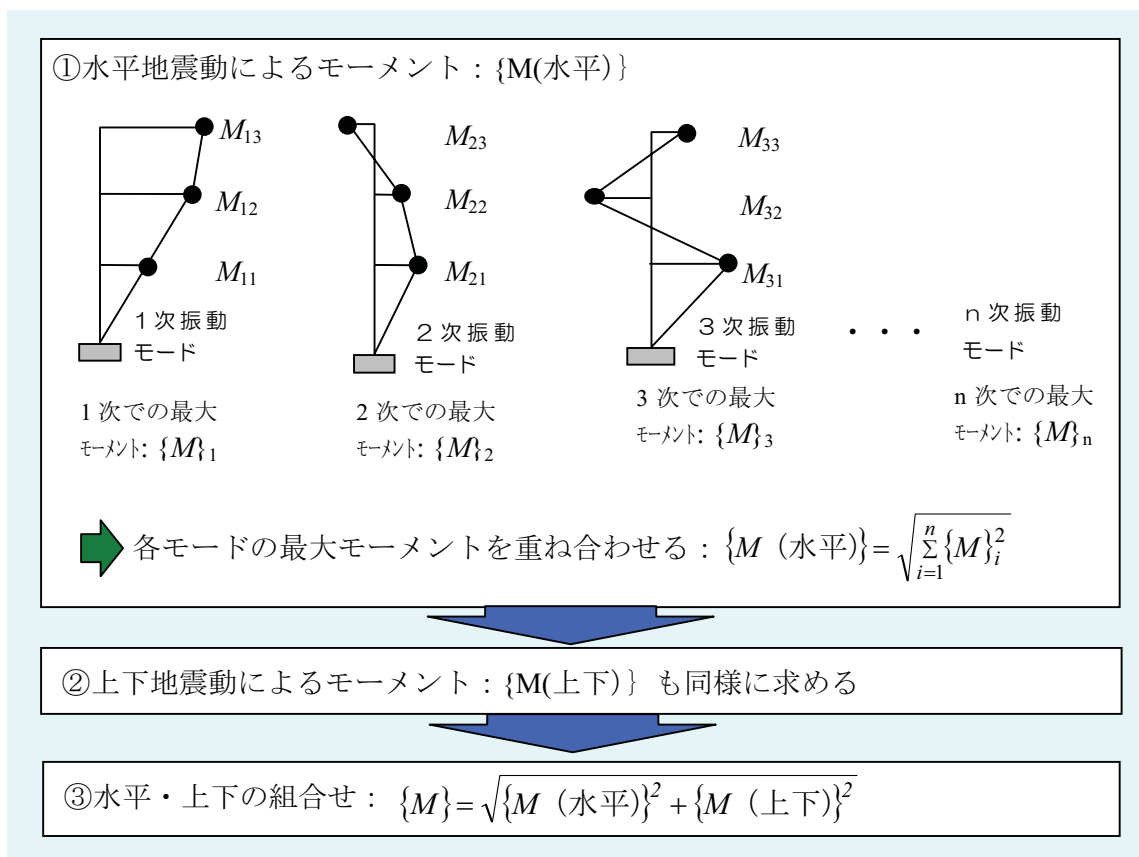 ①水平地震動によるモーメント:{M(水平)}
M13
M12
M11
1次振動
モード
1 次での最大
モーメント: {M}1
M23
M22
M21
2次振動
モード
2 次での最大
モーメント: {M}2
M33
M32
M31
3次振動
モード
3 次での最大
モーメント: {M}3
・・・
n次振動
モード
n 次での最大
モーメント: {M}n
各モードの最大モーメントを重ね合わせる: {M (水平)}=√Σ{M}i² n i=1
②上下地震動によるモーメント:{M(上下)} も同様に求める
③水平・上下の組合せ: {M}=√{M (水平)}²+{M (上下)}²